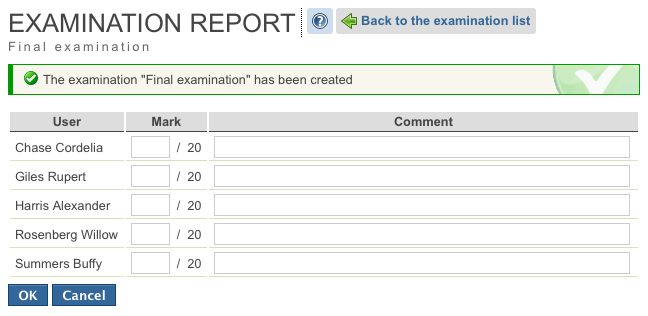 EXAMINATION REPORT ? Back to the examination list
Final examination
The examination "Final examination" has been created
User Mark Comment
Chase Cordelia / 20
Giles Rupert / 20
Harris Alexander / 20
Rosenberg Willow / 20
Summers Buffy / 20
OK Cancel